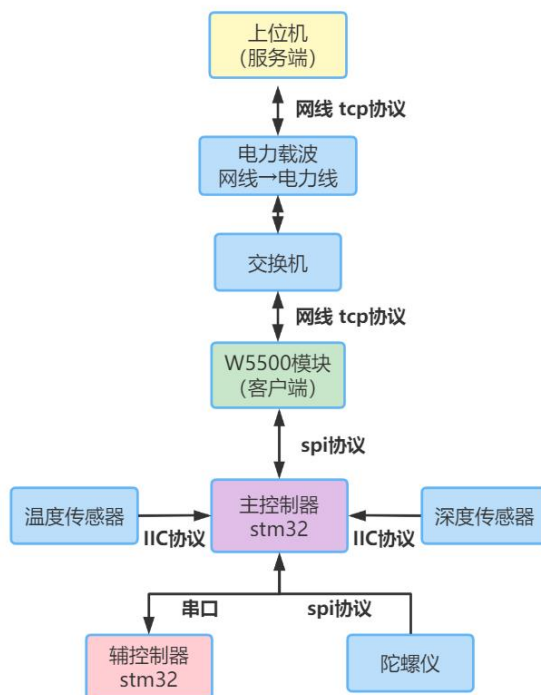 上位机
（服务端）
网线 tcp协议
电力载波
网线→电力线
交换机
网线 tcp协议
W5500模块
（客户端）
spi协议
温度传感器
主控制器
stm32
深度传感器
IIC协议
IIC协议
串口
spi协议
辅控制器
stm32
陀螺仪